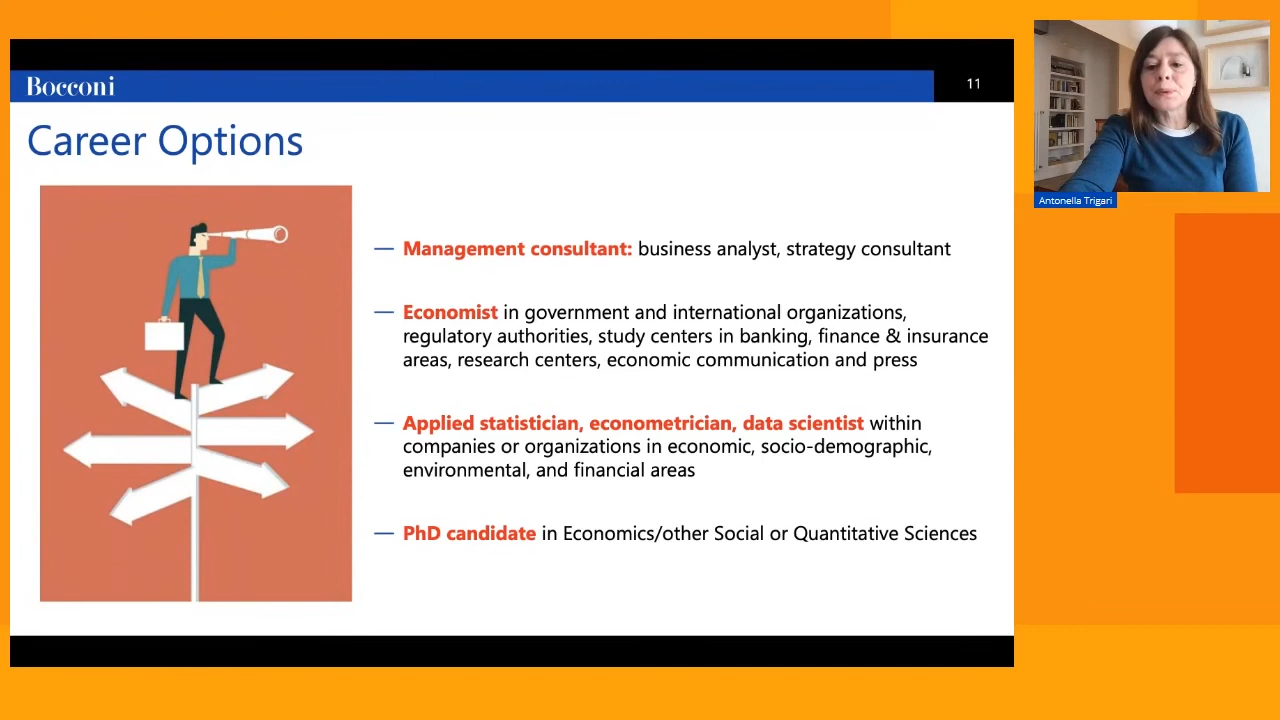 Bocconi
11
Career Options
— Management consultant: business analyst, strategy consultant
— Economist in government and international organizations,
regulatory authorities, study centers in banking, finance & insurance
areas, research centers, economic communication and press
— Applied statistician, econometrician, data scientist within
companies or organizations in economic, socio-demographic,
environmental, and financial areas
— PhD candidate in Economics/other Social or Quantitative Sciences
Antonella Trigari